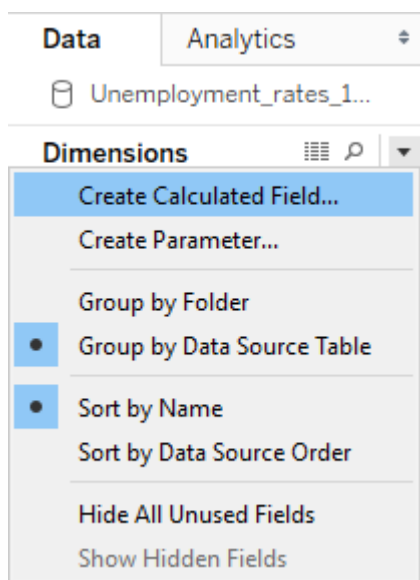 Data Analytics
Unemployment_rates_1...
Dimensions
Create Calculated Field...
Create Parameter...
Group by Folder
Group by Data Source Table
Sort by Name
Sort by Data Source Order
Hide All Unused Fields
Show Hidden Fields